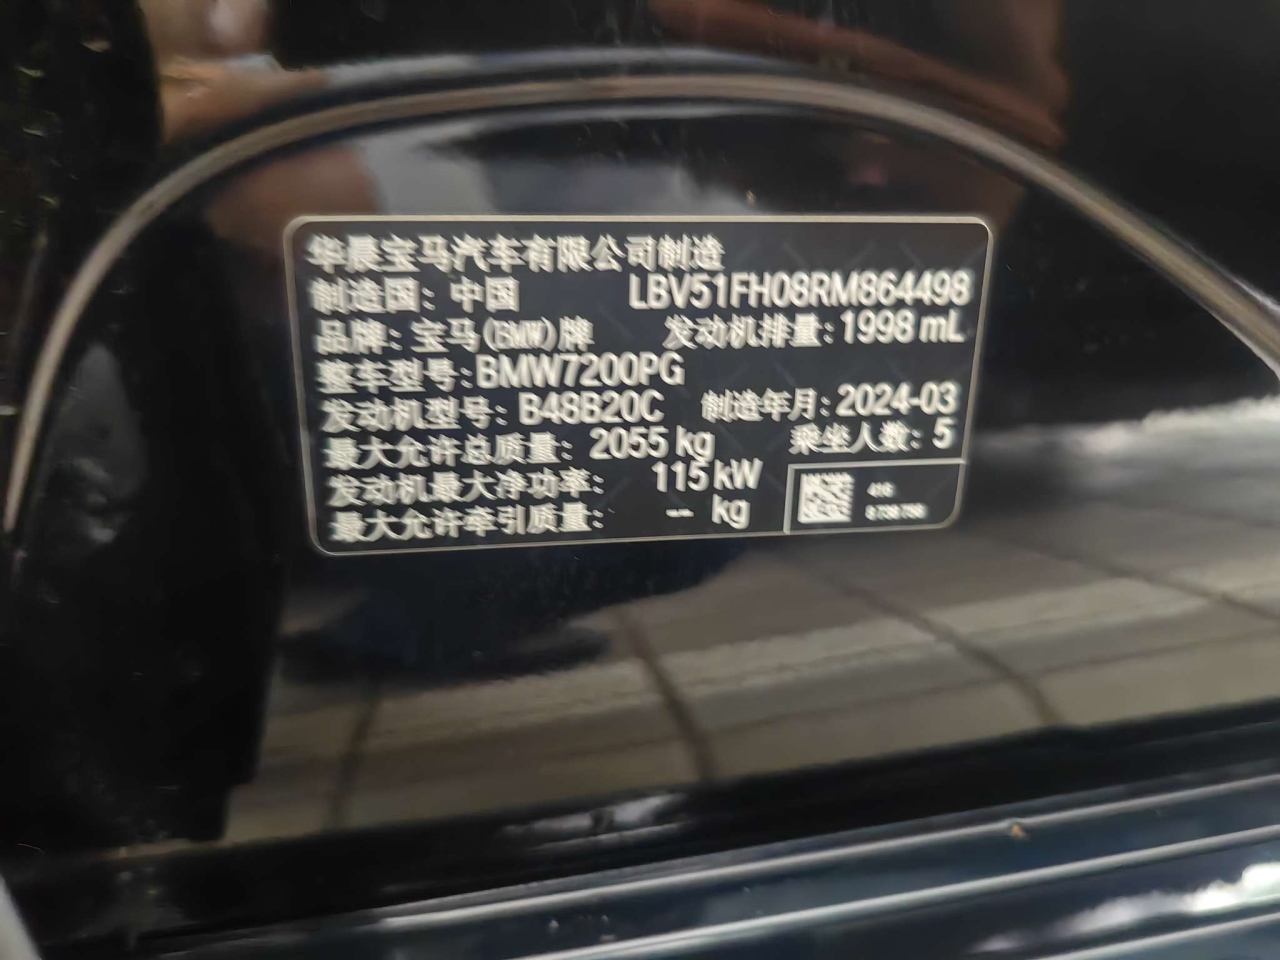 华晨宝马汽车有限公司制造
制造国：中国 LBV51FH08RM864498
品牌：宝马(BMW)牌 发动机排量：1998 mL
整车型号：BMW7200PG
发动机型号：B48B20C 制造年月：2024-03
最大允许总质量：2055 kg 乘坐人数：5
发动机最大净功率：115 kW
最大允许牵引质量：-- kg